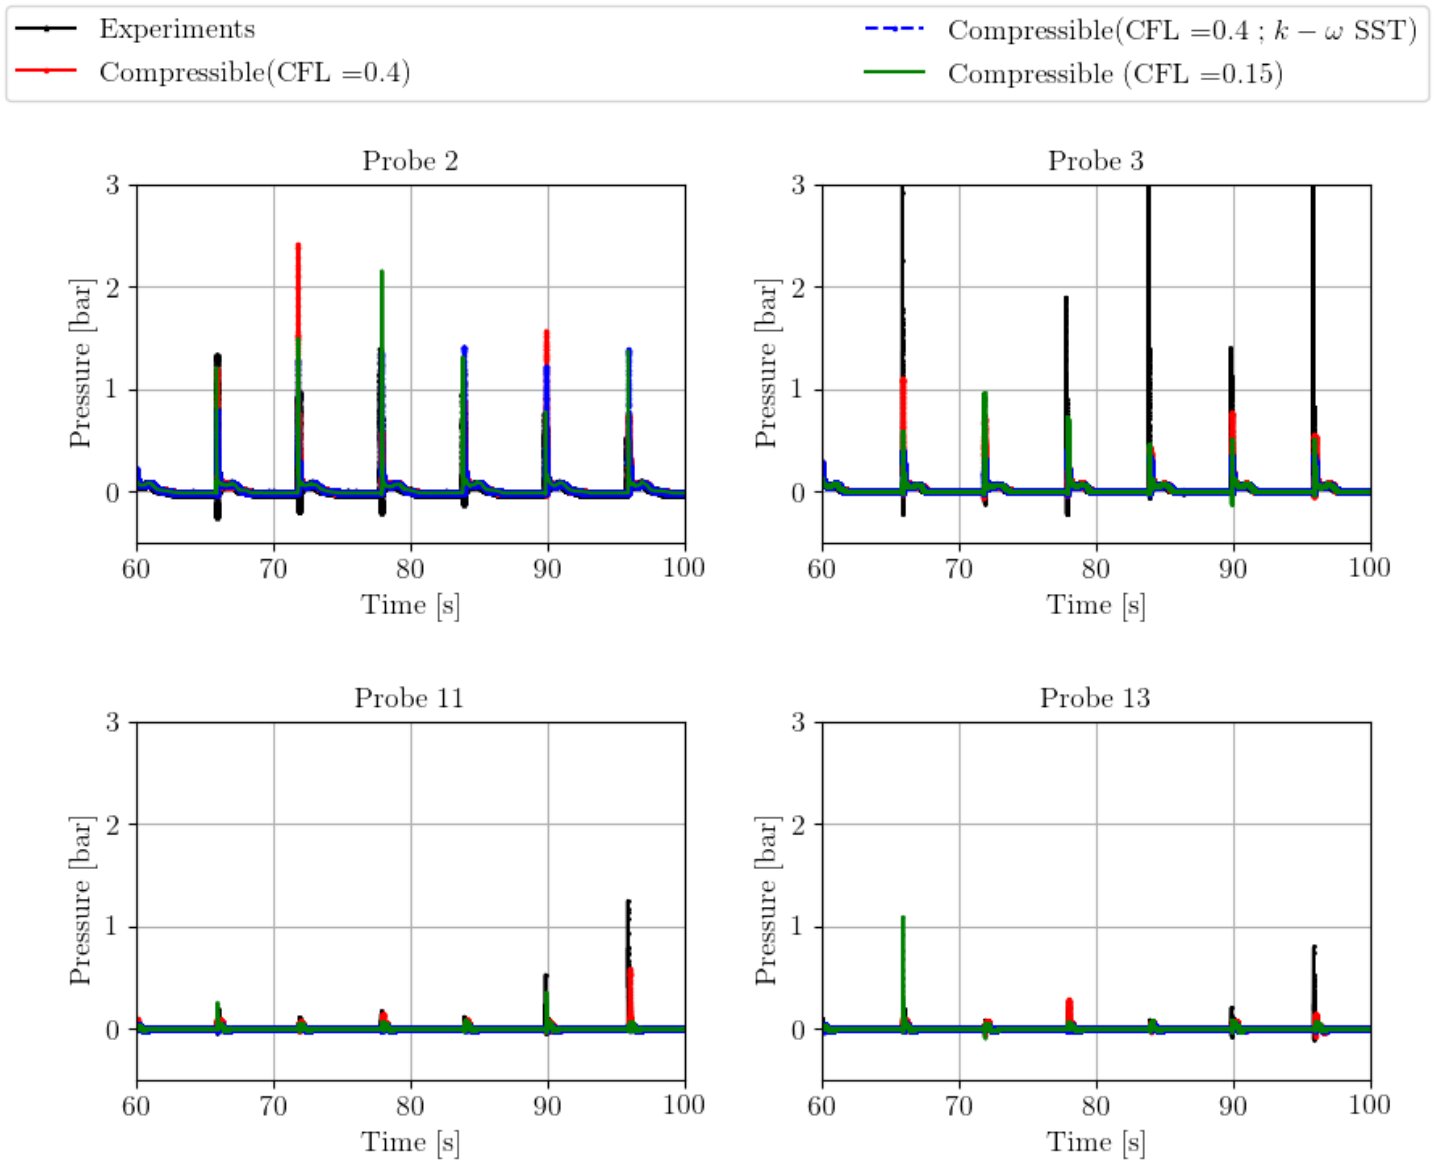 Experiments
Compressible(CFL =0.4)
Compressible(CFL =0.4 ; k − ω SST)
Compressible (CFL =0.15)
Probe 2
3
2
1
0
Pressure [bar]
60 70 80 90 100
Time [s]
Probe 3
3
2
1
0
Pressure [bar]
60 70 80 90 100
Time [s]
Probe 11
3
2
1
0
Pressure [bar]
60 70 80 90 100
Time [s]
Probe 13
3
2
1
0
Pressure [bar]
60 70 80 90 100
Time [s]